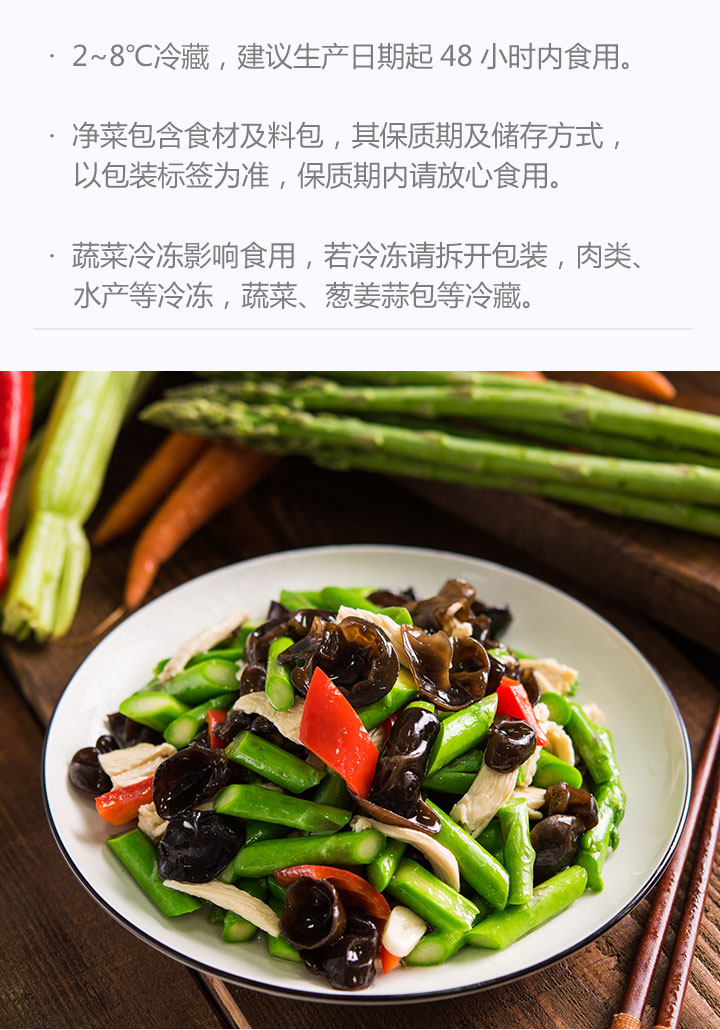 · 2~8℃冷藏，建议生产日期起 48 小时内食用。
· 净菜包含食材及料包，其保质期及储存方式，
以包装标签为准，保质期内请放心食用。
· 蔬菜冷冻影响食用，若冷冻请拆开包装，肉类、
水产等冷冻，蔬菜、葱姜蒜包等冷藏。